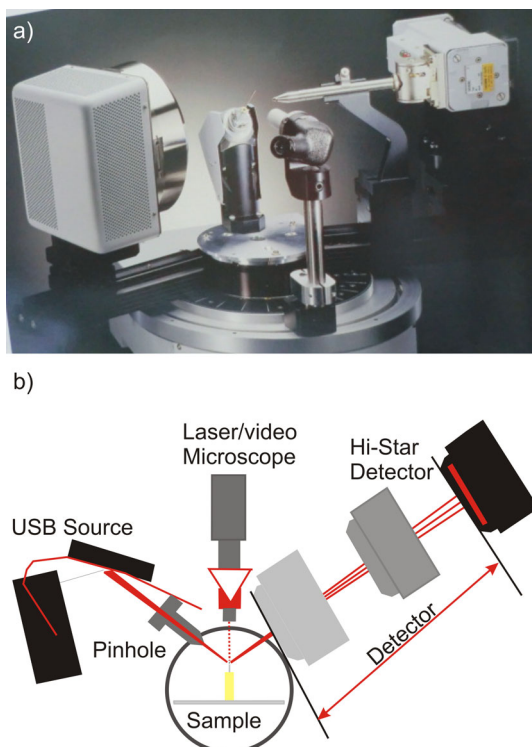 a)
b)
Laser/video
Microscope
Hi-Star
Detector
USB Source
Pinhole
Detector
Sample